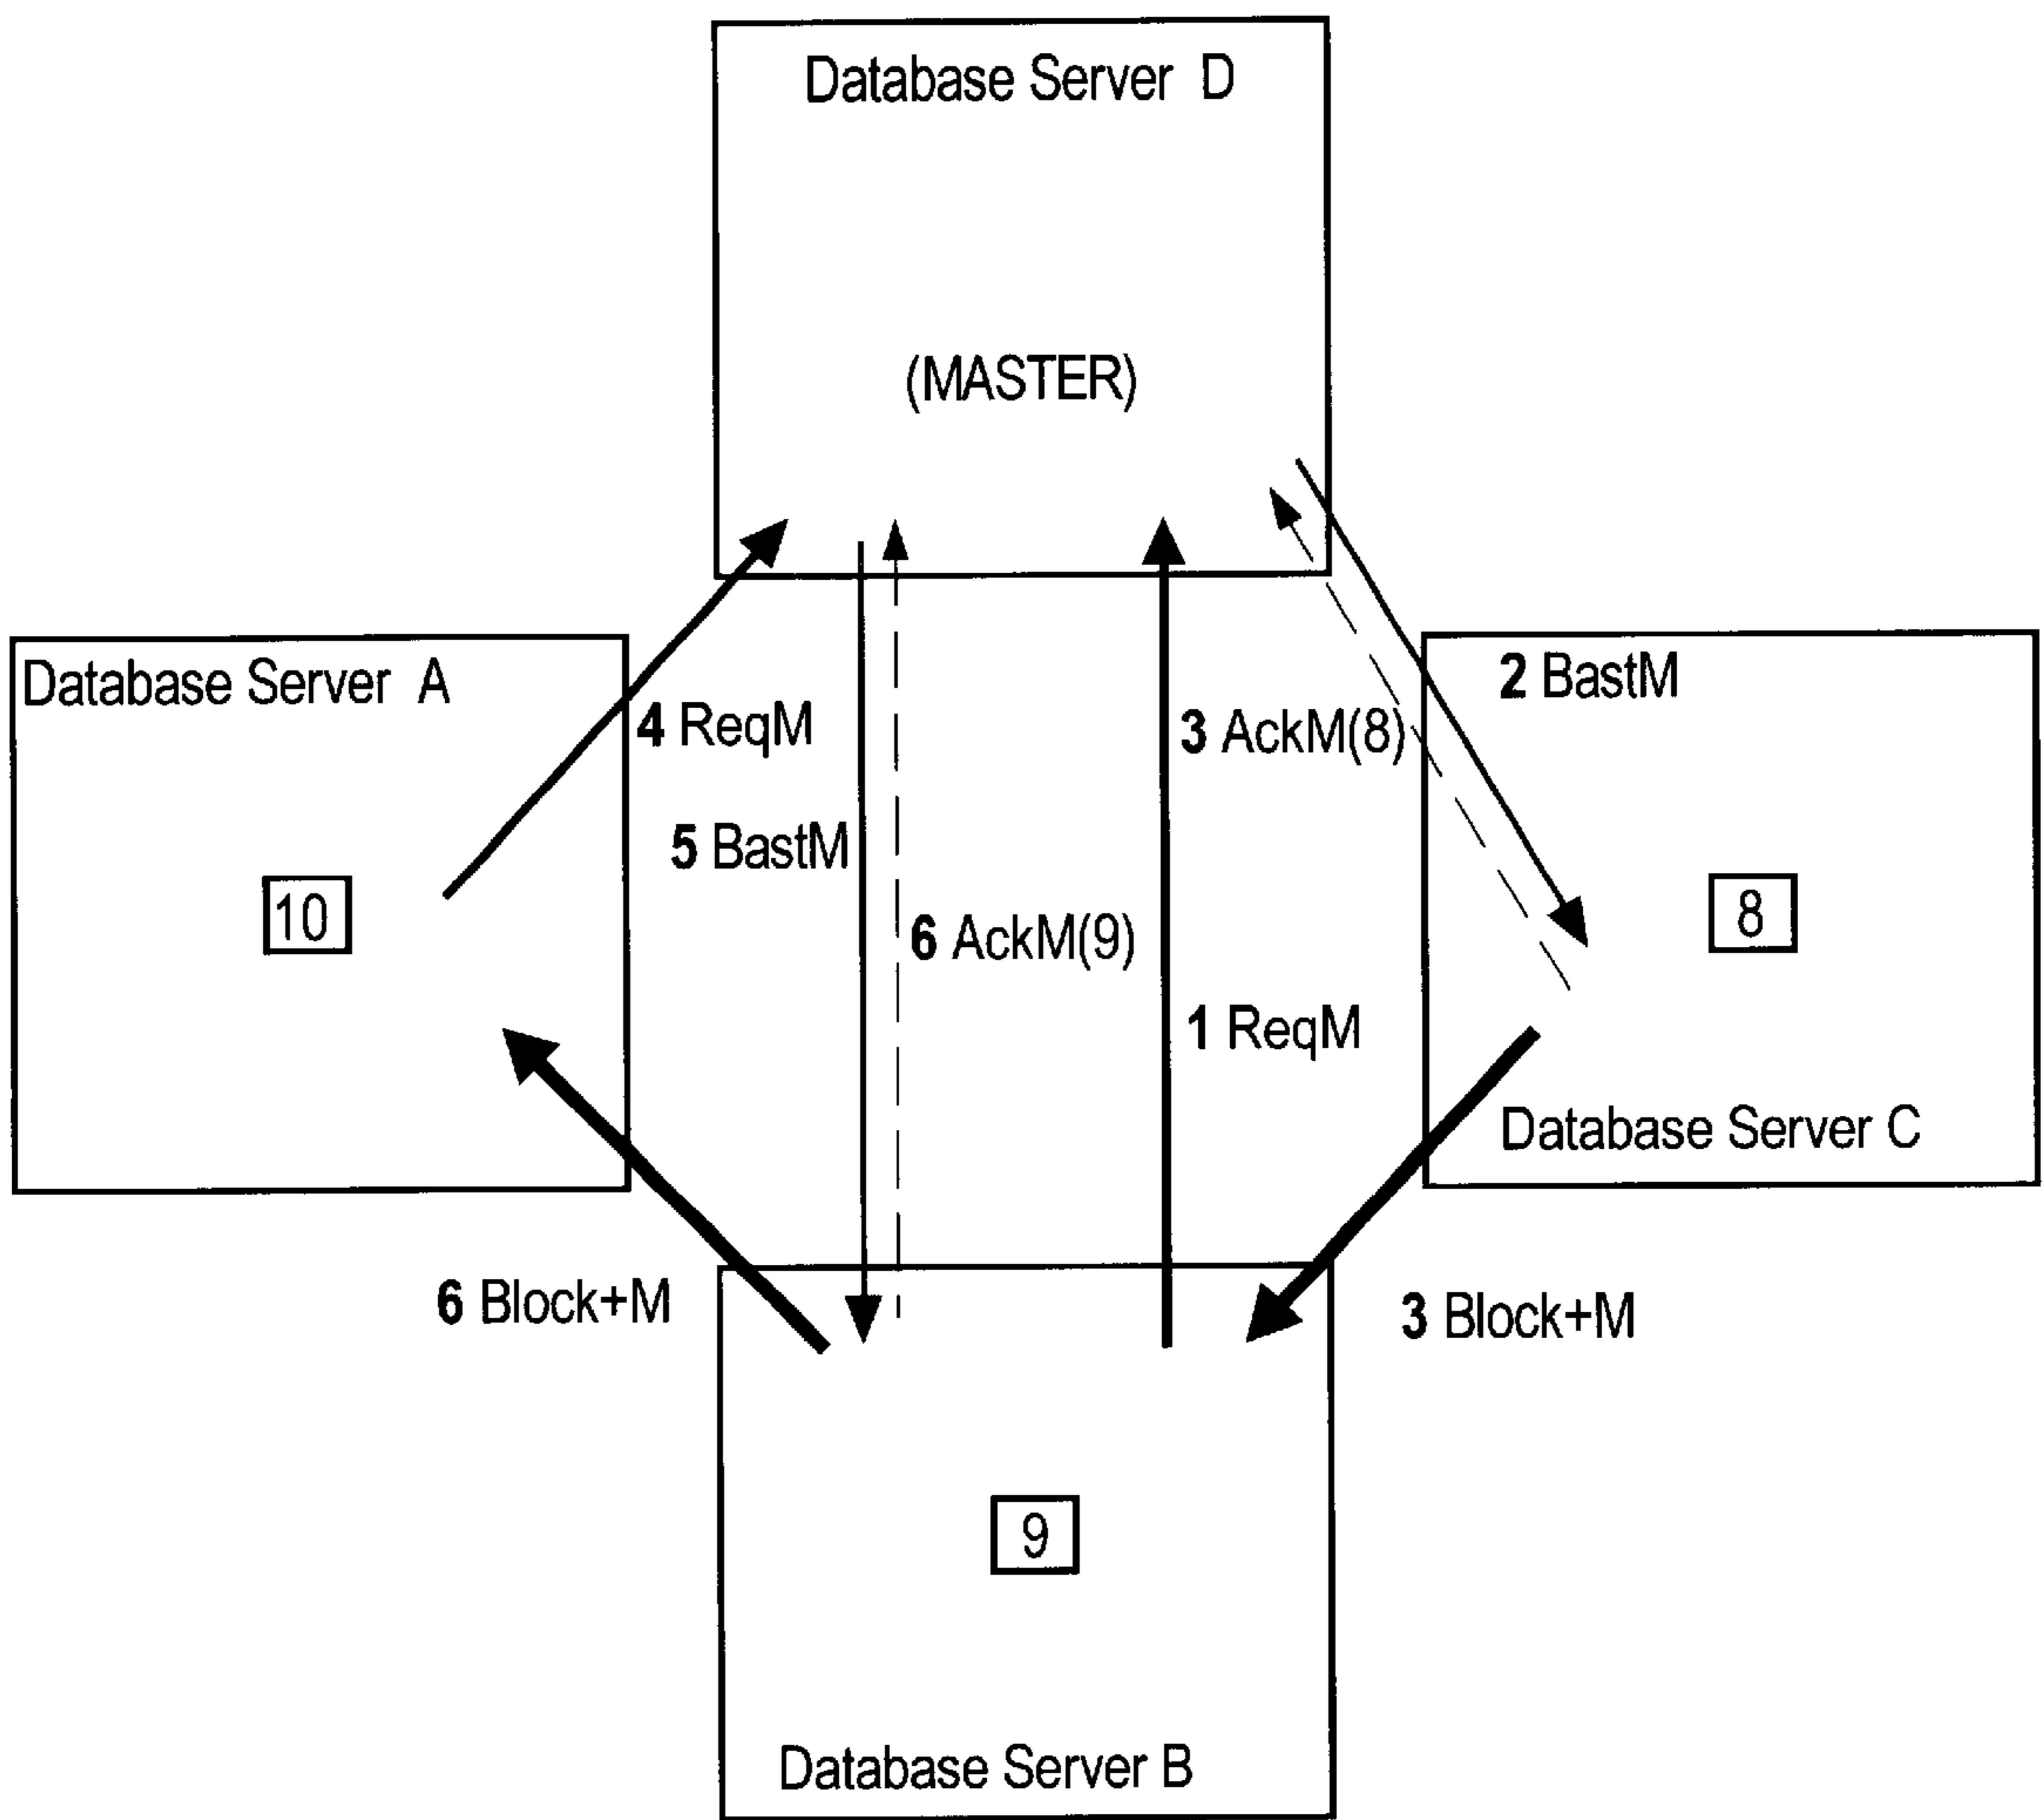 Database Server D
(MASTER)
Database Server A
2 BastM
4 ReqM
3 AckM(8)
5 BastM
10
8
6 AckM(9)
1 ReqM
Database Server C
6 Block+M
3 Block+M
9
Database Server B